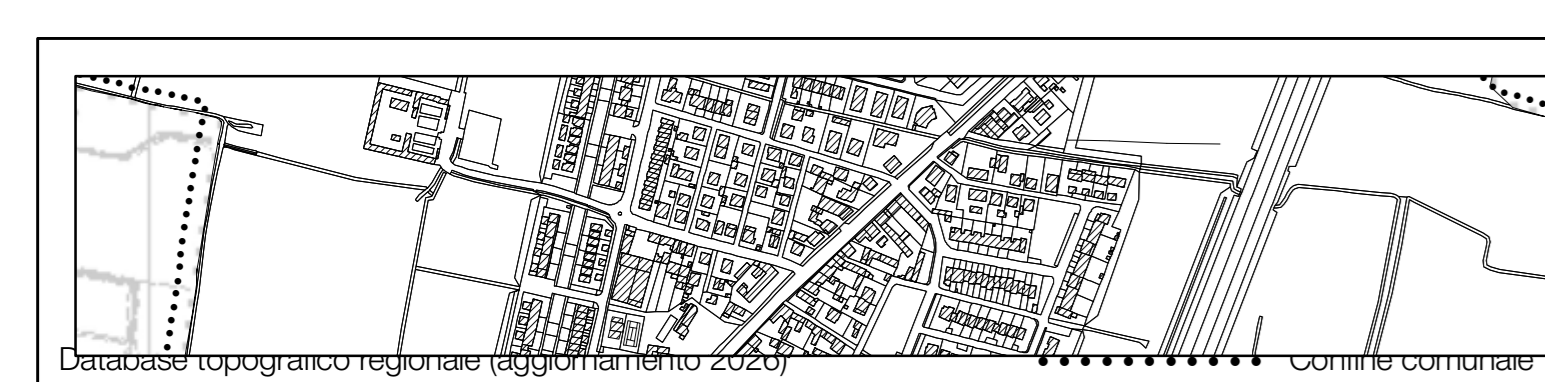 Database topografico regionale (aggiornamento 2026)
Confine comunale